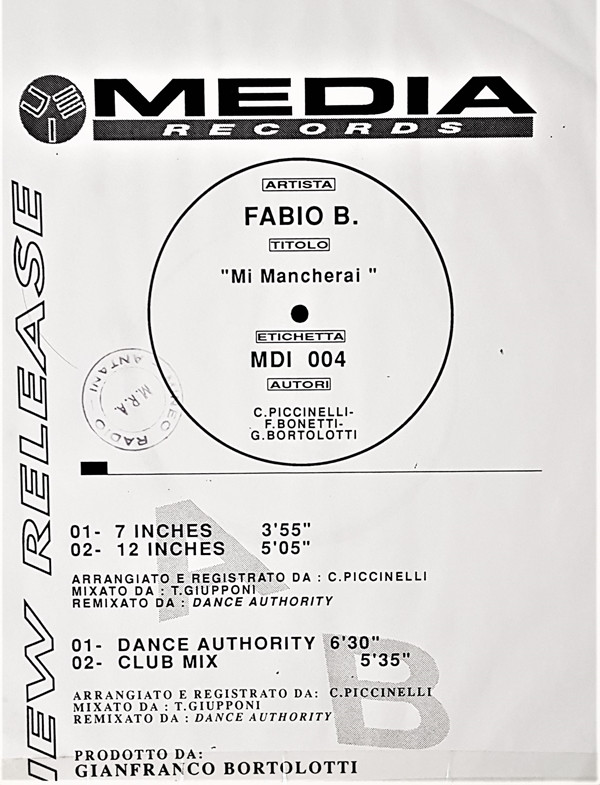 MEDIA
RECORDS
NEW RELEASE
ARTISTA
FABIO B.
TITOLO
"Mi Mancherai "
ETICHETTA
MDI 004
AUTORI
C.PICCINELLI-
F.BONETTI-
G.BORTOLOTTI
RADIO
M.R.A.
A
01- 7 INCHES 3'55"
02- 12 INCHES 5'05"
ARRANGIATO E REGISTRATO DA : C.PICCINELLI
MIXATO DA : T.GIUPPONI
REMIXATO DA : DANCE AUTHORITY
B
01- DANCE AUTHORITY 6'30"
02- CLUB MIX 5'35"
ARRANGIATO E REGISTRATO DA: C.PICCINELLI
MIXATO DA : T.GIUPPONI
REMIXATO DA : DANCE AUTHORITY
PRODOTTO DA:
GIANFRANCO BORTOLOTTI